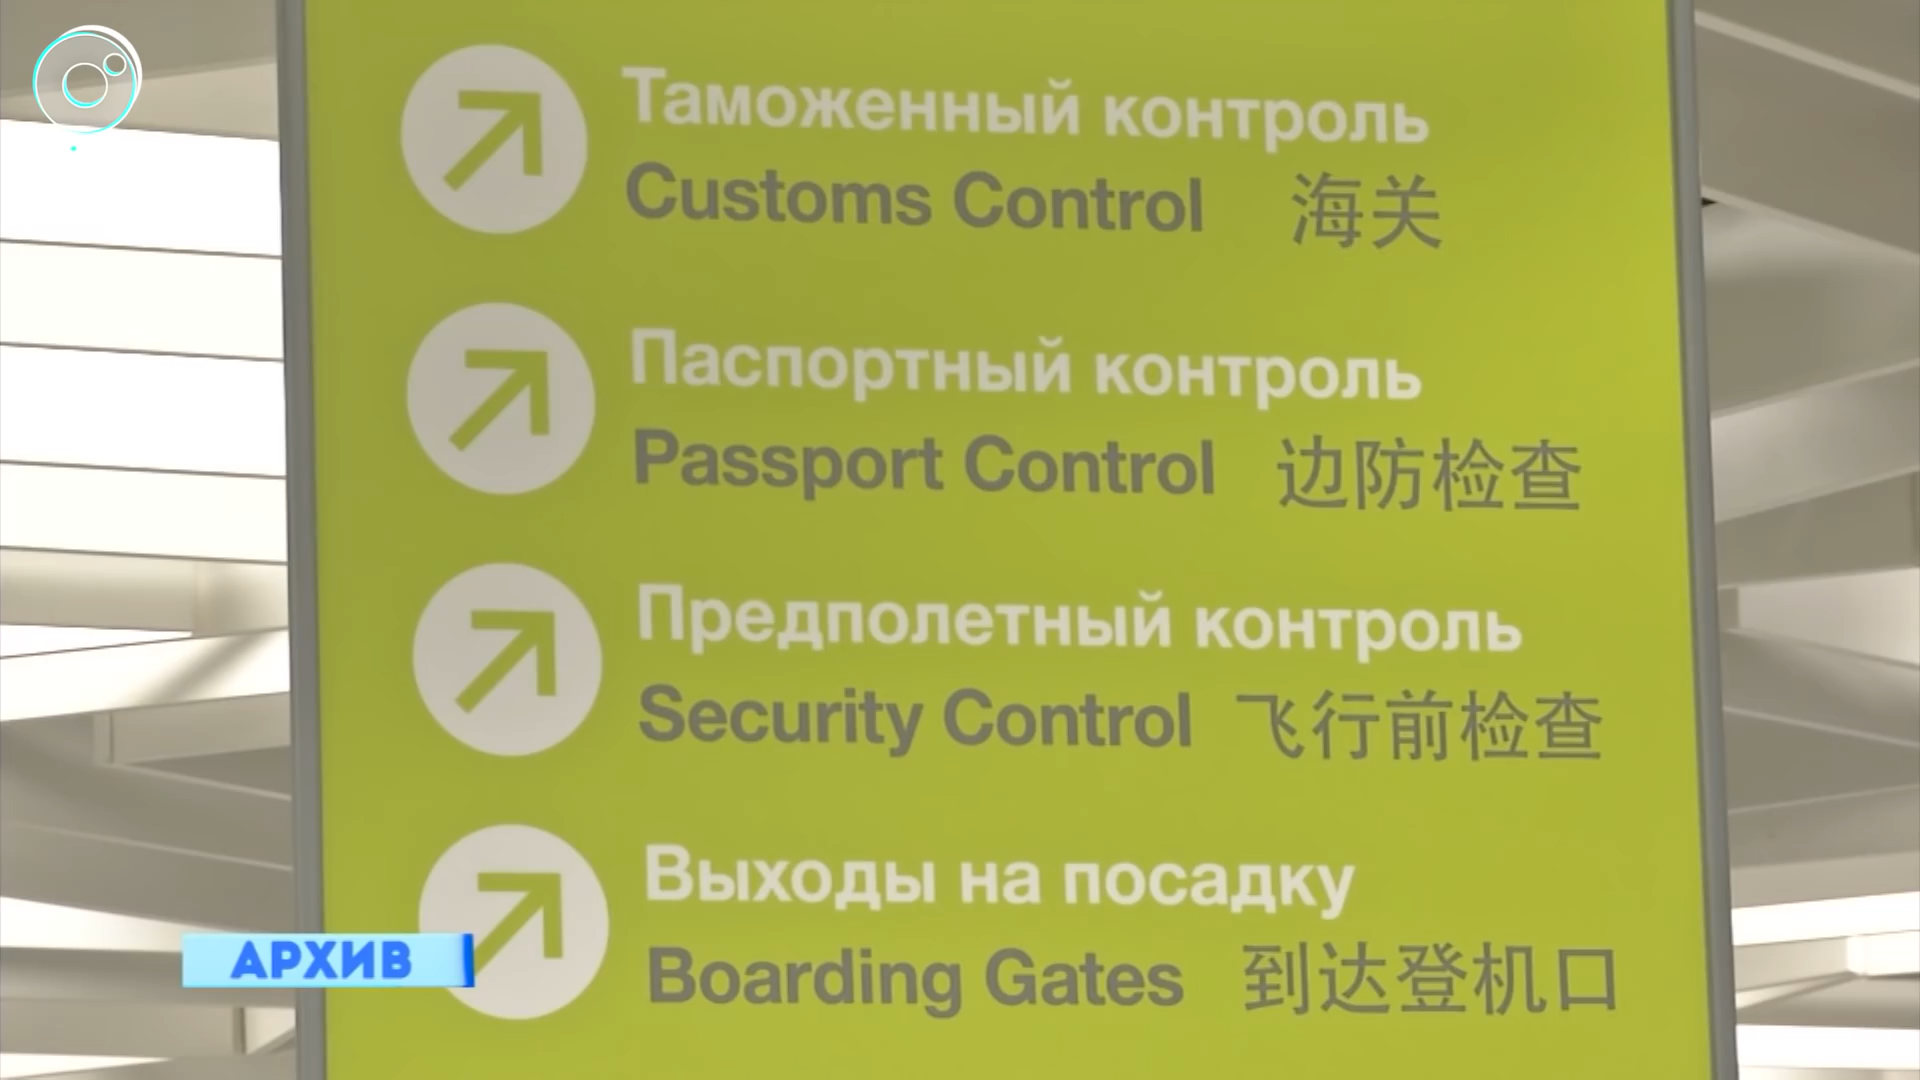 Таможенный контроль
Customs Control 海关
Паспортный контроль
Passport Control 边防检查
Предполетный контроль
Security Control 飞行前检查
Выходы на посадку
Boarding Gates 到达登机口
АРХИВ